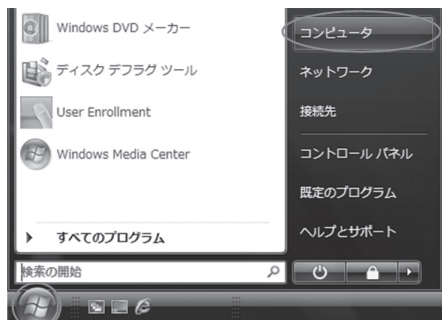 Windows DVD メーカー
ディスク デフラグ ツール
User Enrollment
Windows Media Center
すべてのプログラム
検索の開始
コンピュータ
ネットワーク
接続先
コントロール パネル
既定のプログラム
ヘルプとサポート